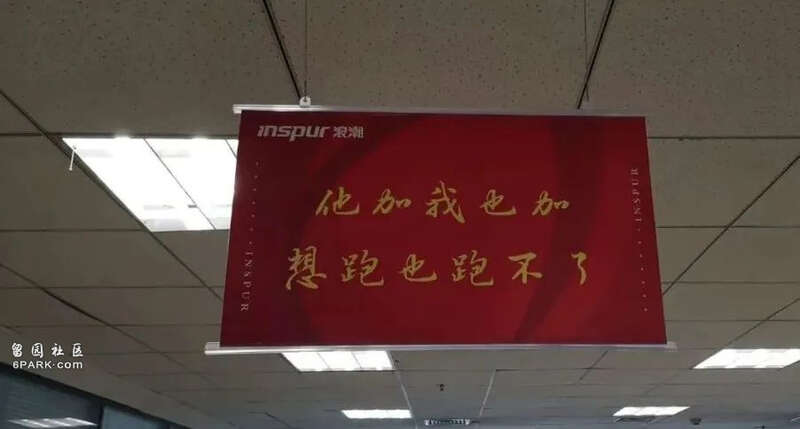 inspur 浪潮
他加我也加
想跑也跑不了
INSPUR
INSPUR
留园社区
6PARK.com